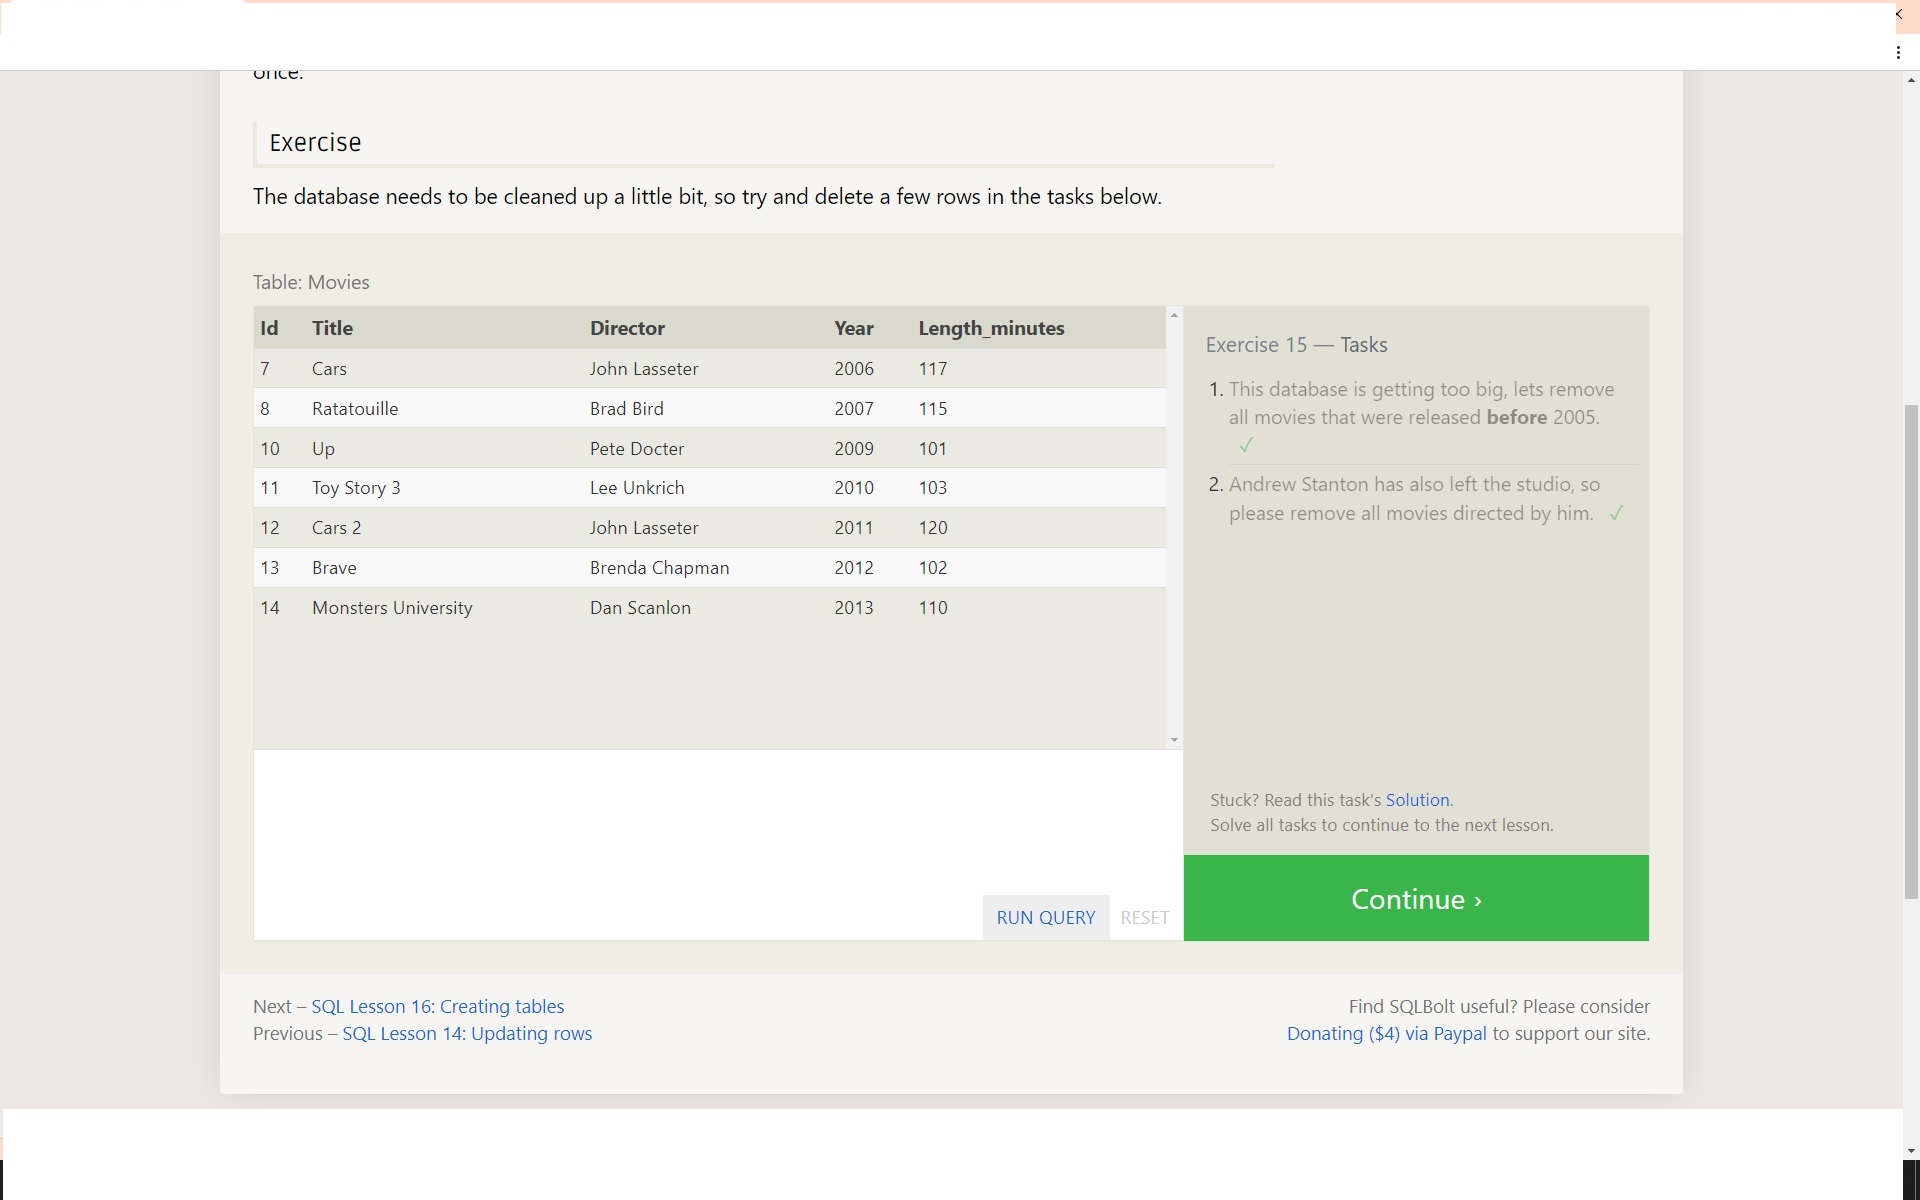 once.
Exercise
The database needs to be cleaned up a little bit, so try and delete a few rows in the tasks below.
Table: Movies
Id Title Director Year Length_minutes
7 Cars John Lasseter 2006 117
8 Ratatouille Brad Bird 2007 115
10 Up Pete Docter 2009 101
11 Toy Story 3 Lee Unkrich 2010 103
12 Cars 2 John Lasseter 2011 120
13 Brave Brenda Chapman 2012 102
14 Monsters University Dan Scanlon 2013 110
RUN QUERY RESET
Exercise 15 — Tasks
1. This database is getting too big, lets remove
all movies that were released before 2005.
✓
2. Andrew Stanton has also left the studio, so
please remove all movies directed by him. ✓
Stuck? Read this task's Solution.
Solve all tasks to continue to the next lesson.
Continue ›
Next – SQL Lesson 16: Creating tables
Previous – SQL Lesson 14: Updating rows
Find SQLBolt useful? Please consider
Donating ($4) via Paypal to support our site.